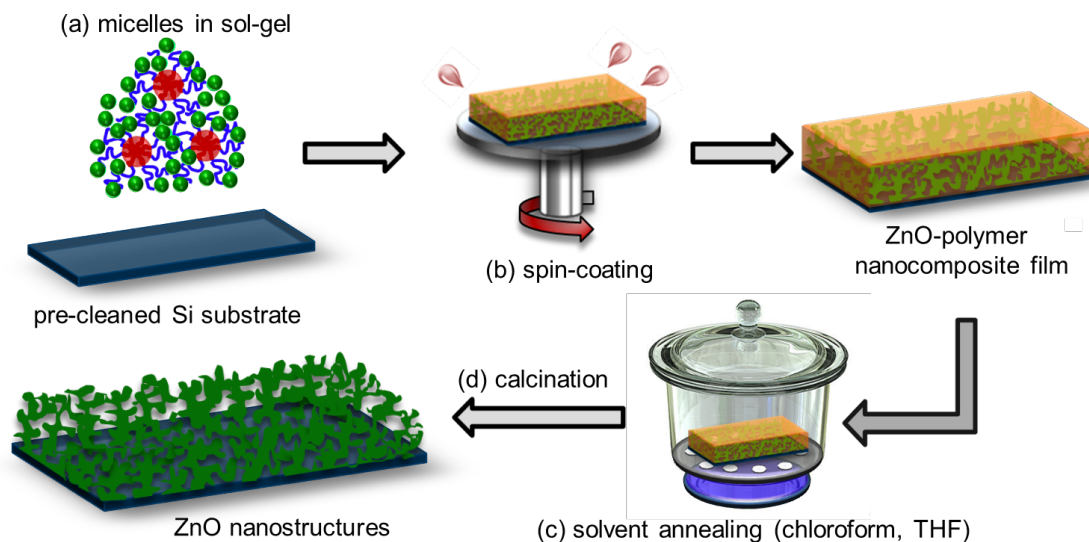 (a) micelles in sol-gel
pre-cleaned Si substrate
(b) spin-coating
ZnO-polymer
nanocomposite film
(c) solvent annealing (chloroform, THF)
(d) calcination
ZnO nanostructures